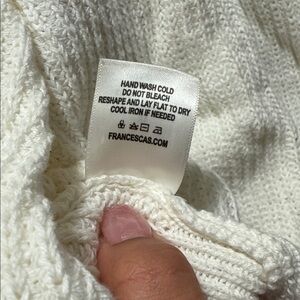 HAND WASH COLD
DO NOT BLEACH
RESHAPE AND LAY FLAT TO DRY
COOL IRON IF NEEDED
FRANCESCAS.COM